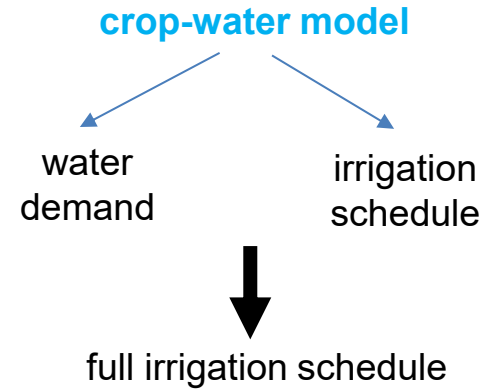 crop-water model
water
demand
irrigation
schedule
full irrigation schedule